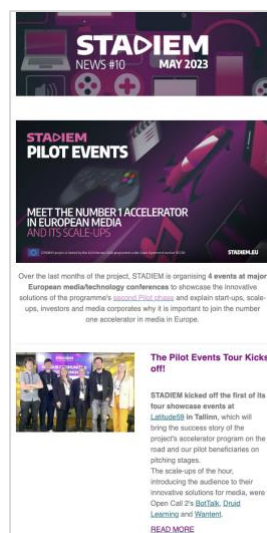 STADIEM
NEWS #10 MAY 2023
STADIEM
PILOT EVENTS
MEET THE NUMBER 1 ACCELERATOR
IN EUROPEAN MEDIA
AND ITS SCALE-UPS
STADIEM.EU
Over the last months of the project, STADIEM is organising 4 events at major
European media/technology conferences to showcase the innovative
solutions of the programme's second Pilot phase and explain start-ups, scale-
ups, investors and media corporates why it is important to join the number
one accelerator in media in Europe.
The Pilot Events Tour Kicks
off!
STADIEM kicked off the first of its
four showcase events at
Latitude59 in Tallinn, which will
bring the success story of the
project's accelerator program on the
road and our pilot beneficiaries on
pitching stages.
The scale-ups of the hour,
introducing the audience to their
innovative solutions for media, were
Open Call 2's BotTalk, Druid
Learning and Wantent.
READ MORE